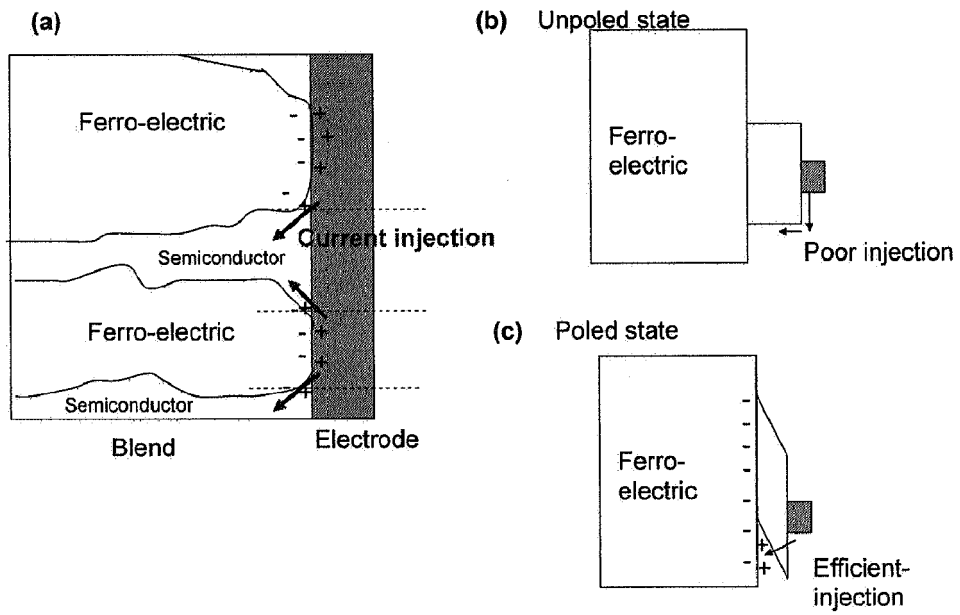 (a)
Ferro-electric
Current injection
Semiconductor
Ferro-electric
Semiconductor
Blend
Electrode
(b) Unpoled state
Ferro-
electric
Poor injection
(c) Poled state
Ferro-
electric
Efficient-
injection